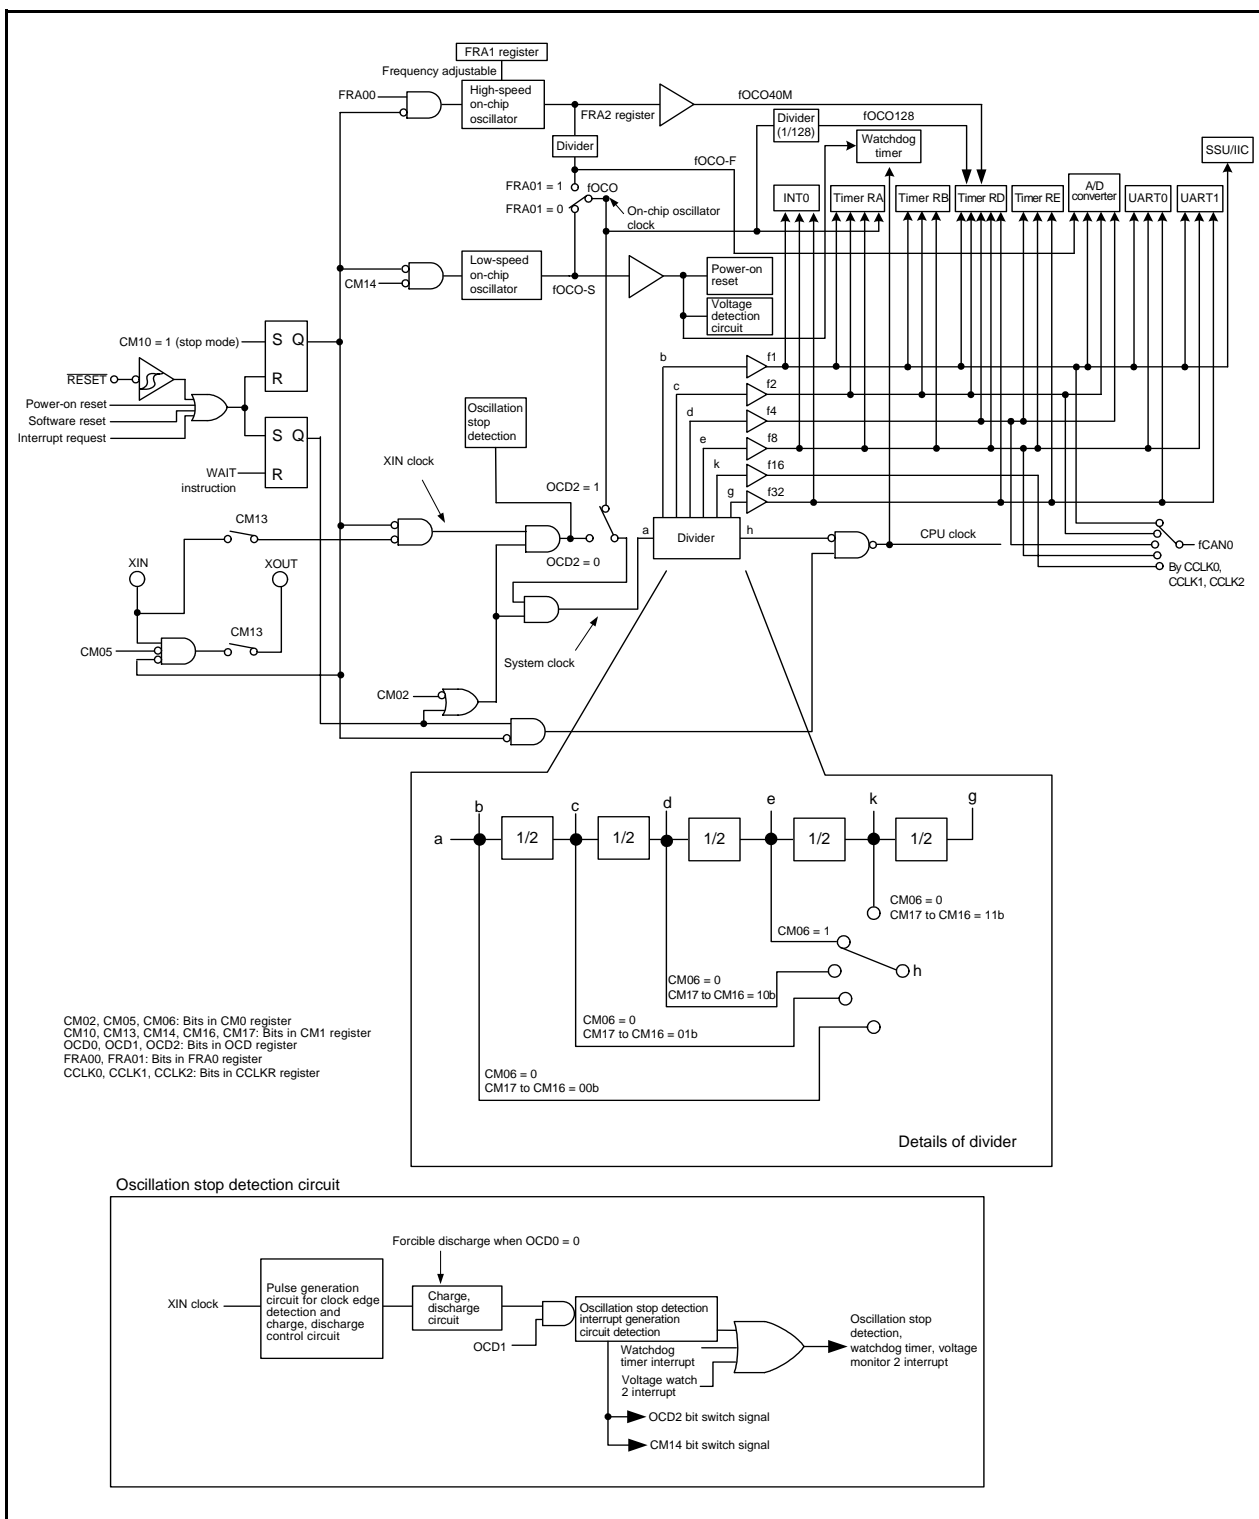 FRA1 register
Frequency adjustable
FRA00
High-speed
on-chip
oscillator
FRA2 register
fOCO40M
Divider
(1/128)
fOCO128
Watchdog
timer
SSU/IIC
Divider
fOCO-F
FRA01 = 1
FRA01 = 0
fOCO
On-chip oscillator
clock
INT0
Timer RA
Timer RB
Timer RD
Timer RE
A/D
converter
UART0
UART1
CM14
Low-speed
on-chip
oscillator
fOCO-S
Power-on
reset
Voltage
detection
circuit
CM10 = 1 (stop mode)
S Q
R
RESET
Power-on reset
Software reset
Interrupt request
S Q
R
WAIT
instruction
b
f1
c
f2
d
f4
e
f8
k
f16
g
f32
Oscillation
stop
detection
XIN clock
OCD2 = 1
OCD2 = 0
a
Divider
h
CPU clock
fCAN0
By CCLK0,
CCLK1, CCLK2
CM13
XIN
XOUT
CM13
CM05
System clock
CM02
b
c
d
e
k
g
a
1/2
1/2
1/2
1/2
1/2
CM06 = 0
CM17 to CM16 = 11b
CM06 = 1
h
CM06 = 0
CM17 to CM16 = 10b
CM06 = 0
CM17 to CM16 = 01b
CM06 = 0
CM17 to CM16 = 00b
Details of divider
CM02, CM05, CM06: Bits in CM0 register
CM10, CM13, CM14, CM16, CM17: Bits in CM1 register
OCD0, OCD1, OCD2: Bits in OCD register
FRA00, FRA01: Bits in FRA0 register
CCLK0, CCLK1, CCLK2: Bits in CCLKR register
Oscillation stop detection circuit
Forcible discharge when OCD0 = 0
XIN clock
Pulse generation
circuit for clock edge
detection and
charge, discharge
control circuit
Charge,
discharge
circuit
OCD1
Oscillation stop detection
interrupt generation
circuit detection
Watchdog
timer interrupt
Voltage watch
2 interrupt
Oscillation stop
detection,
watchdog timer, voltage
monitor 2 interrupt
OCD2 bit switch signal
CM14 bit switch signal